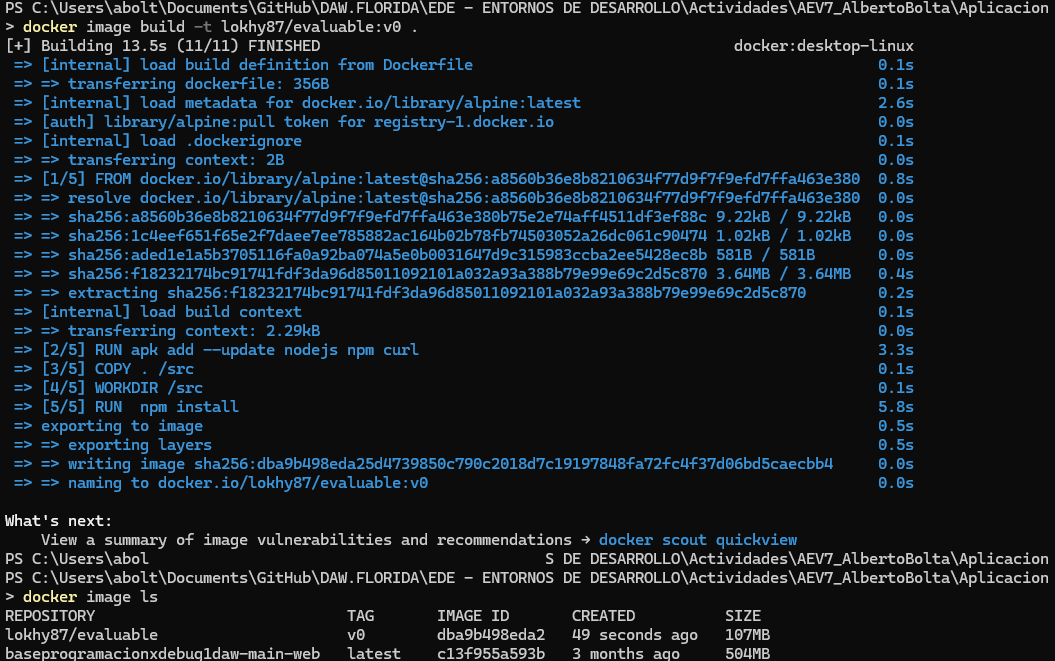 PS C:\Users\abolt\Documents\GitHub\DAW.FLORIDA\EDE - ENTORNOS DE DESARROLLO\Actividades\AEV7_AlbertoBolta\Aplicacion
> docker image build -t lokhy87/evaluable:v0 .
[+] Building 13.5s (11/11) FINISHED docker:desktop-linux
=> [internal] load build definition from Dockerfile 0.1s
=> => transferring dockerfile: 356B 0.1s
=> [internal] load metadata for docker.io/library/alpine:latest 2.6s
=> [auth] library/alpine:pull token for registry-1.docker.io 0.0s
=> [internal] load .dockerignore 0.1s
=> => transferring context: 2B 0.0s
=> [1/5] FROM docker.io/library/alpine:latest@sha256:a8560b36e8b8210634f77d9f7f9efd7ffa463e380 0.8s
=> => resolve docker.io/library/alpine:latest@sha256:a8560b36e8b8210634f77d9f7f9efd7ffa463e380 0.0s
=> => sha256:a8560b36e8b8210634f77d9f7f9efd7ffa463e380b75e2e74aff4511df3ef88c 9.22kB / 9.22kB 0.0s
=> => sha256:1c4eef651f65e2f7daee7ee785882ac164b02b78fb74503052a26dc061c90474 1.02kB / 1.02kB 0.0s
=> => sha256:aded1e1a5b3705116fa0a92ba074a5e0b0031647d9c315983ccba2ee5428ec8b 581B / 581B 0.0s
=> => sha256:f18232174bc91741fdf3da96d85011092101a032a93a388b79e99e69c2d5c870 3.64MB / 3.64MB 0.4s
=> => extracting sha256:f18232174bc91741fdf3da96d85011092101a032a93a388b79e99e69c2d5c870 0.2s
=> [internal] load build context 0.1s
=> => transferring context: 2.29kB 0.0s
=> [2/5] RUN apk add --update nodejs npm curl 3.3s
=> [3/5] COPY . /src 0.1s
=> [4/5] WORKDIR /src 0.1s
=> [5/5] RUN  npm install 5.8s
=> exporting to image 0.5s
=> => exporting layers 0.5s
=> => writing image sha256:dba9b498eda25d4739850c790c2018d7c19197848fa72fc4f37d06bd5caecbb4 0.0s
=> => naming to docker.io/lokhy87/evaluable:v0 0.0s
What's next:
View a summary of image vulnerabilities and recommendations → docker scout quickview
PS C:\Users\abol S DE DESARROLLO\Actividades\AEV7_AlbertoBolta\Aplicacion
PS C:\Users\abolt\Documents\GitHub\DAW.FLORIDA\EDE - ENTORNOS DE DESARROLLO\Actividades\AEV7_AlbertoBolta\Aplicacion
> docker image ls
REPOSITORY TAG IMAGE ID CREATED SIZE
lokhy87/evaluable v0 dba9b498eda2 49 seconds ago 107MB
baseprogramacionxdebug1daw-main-web latest c13f955a593b 3 months ago 504MB